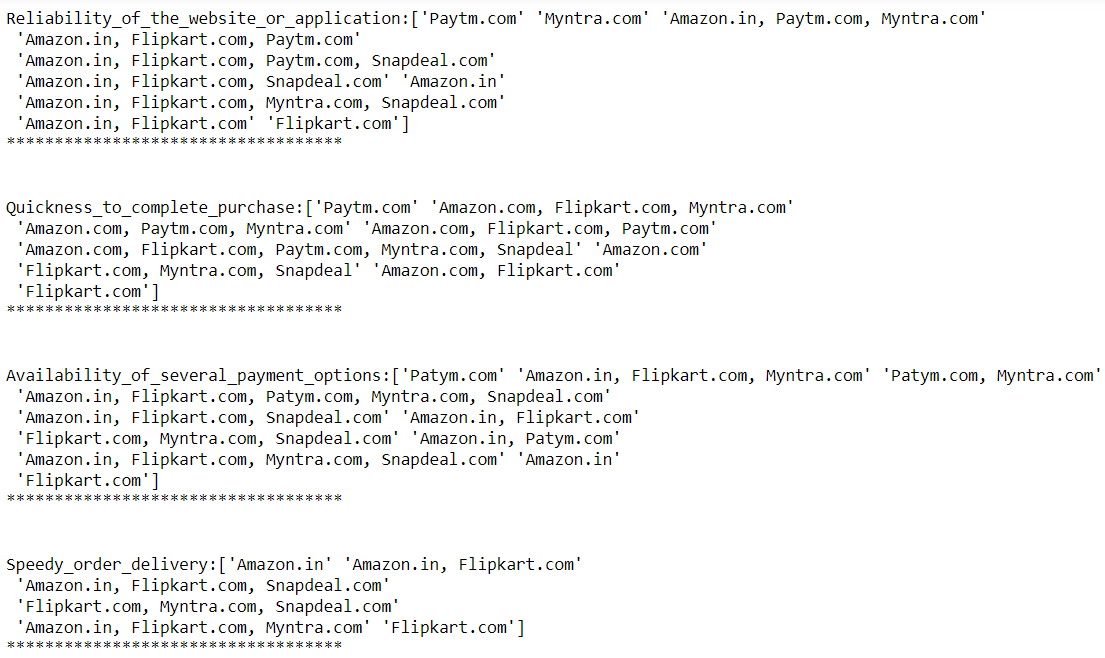 Reliability_of_the_website_or_application:['Paytm.com' 'Myntra.com' 'Amazon.in, Paytm.com, Myntra.com'
 'Amazon.in, Flipkart.com, Paytm.com'
 'Amazon.in, Flipkart.com, Paytm.com, Snapdeal.com'
 'Amazon.in, Flipkart.com, Snapdeal.com' 'Amazon.in'
 'Amazon.in, Flipkart.com, Myntra.com, Snapdeal.com'
 'Amazon.in, Flipkart.com' 'Flipkart.com']
***********************************
Quickness_to_complete_purchase:['Paytm.com' 'Amazon.com, Flipkart.com, Myntra.com'
 'Amazon.com, Paytm.com, Myntra.com' 'Amazon.com, Flipkart.com, Paytm.com'
 'Amazon.com, Flipkart.com, Paytm.com, Myntra.com, Snapdeal' 'Amazon.com'
 'Flipkart.com, Myntra.com, Snapdeal' 'Amazon.com, Flipkart.com'
 'Flipkart.com']
***********************************
Availability_of_several_payment_options:['Patym.com' 'Amazon.in, Flipkart.com, Myntra.com' 'Patym.com, Myntra.com'
 'Amazon.in, Flipkart.com, Patym.com, Myntra.com, Snapdeal.com'
 'Amazon.in, Flipkart.com, Snapdeal.com' 'Amazon.in, Flipkart.com'
 'Flipkart.com, Myntra.com, Snapdeal.com' 'Amazon.in, Patym.com'
 'Amazon.in, Flipkart.com, Myntra.com, Snapdeal.com' 'Amazon.in'
 'Flipkart.com']
***********************************
Speedy_order_delivery:['Amazon.in' 'Amazon.in, Flipkart.com'
 'Amazon.in, Flipkart.com, Snapdeal.com'
 'Flipkart.com, Myntra.com, Snapdeal.com'
 'Amazon.in, Flipkart.com, Myntra.com' 'Flipkart.com']
***********************************